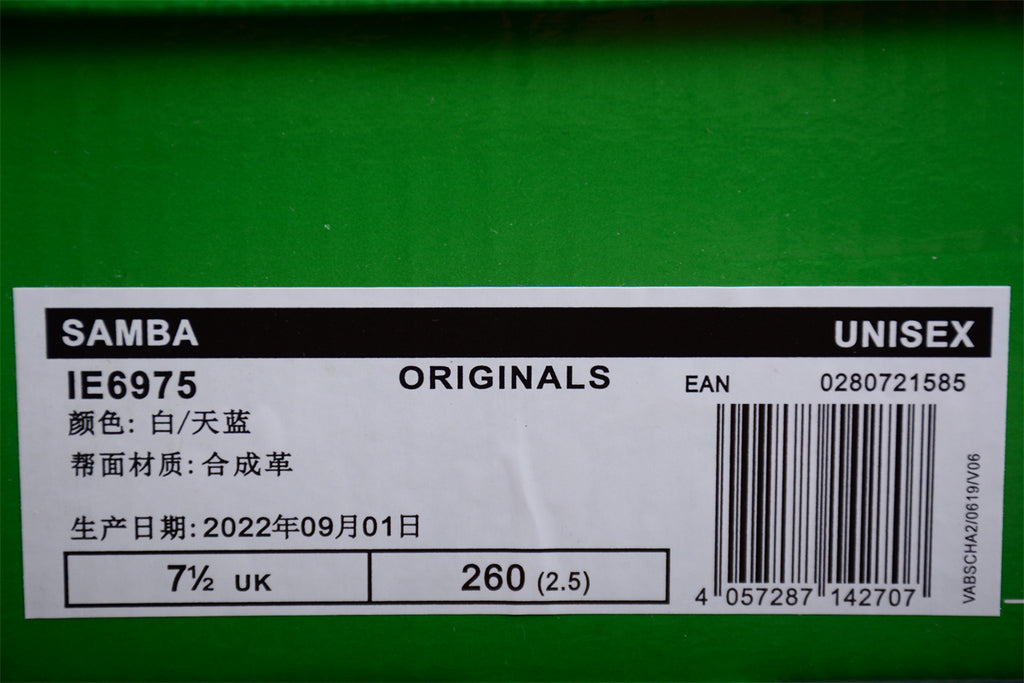 SAMBA UNISEX
IE6975 ORIGINALS EAN 0280721585
颜色: 白/天蓝
帮面材质: 合成革
生产日期: 2022年09月01日
7½ UK 260 (2.5)
4 057287 142707
VABSCHA2/0619/V06